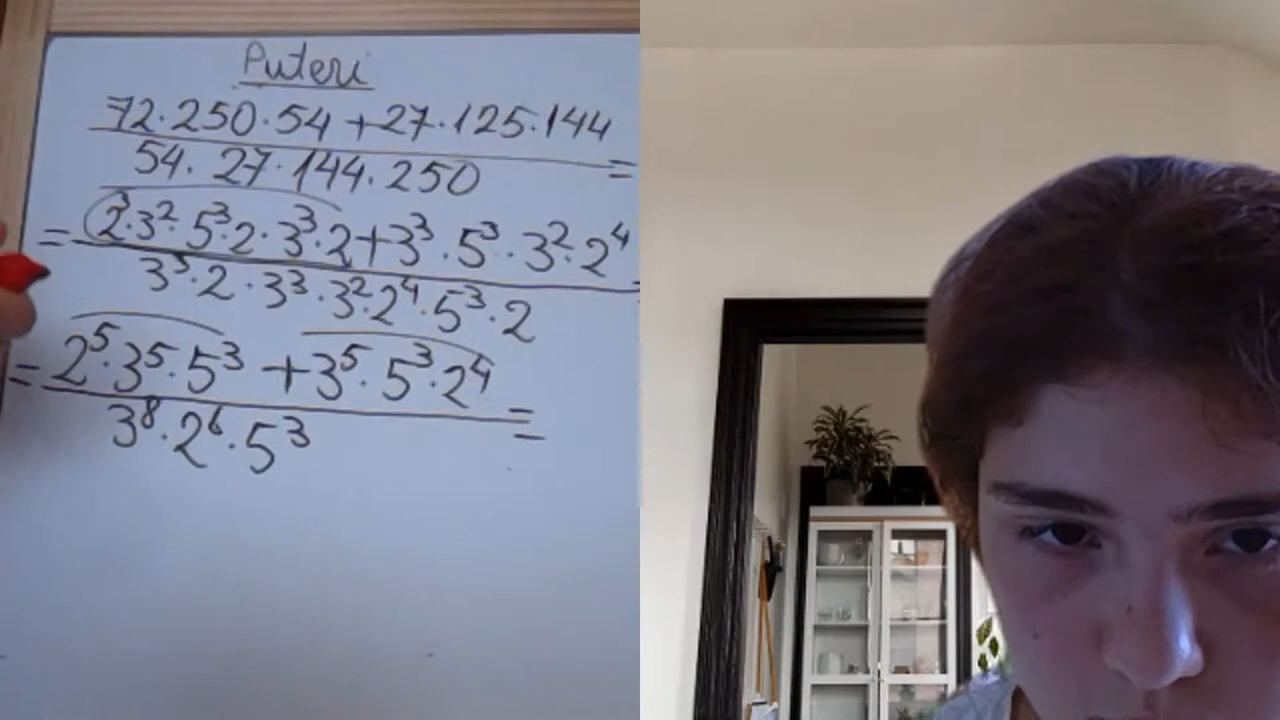 Puteri
72·250·54 + 27·125·144
54·27·144·250 =
= 2³·3²·5³·2·3³·2+3³·5³·3²·2⁴
3³·2·3³·3²·2⁴·5³·2
= 2⁵·3⁵·5³ + 3⁵·5³·2⁴
3⁸·2⁶·5³ =